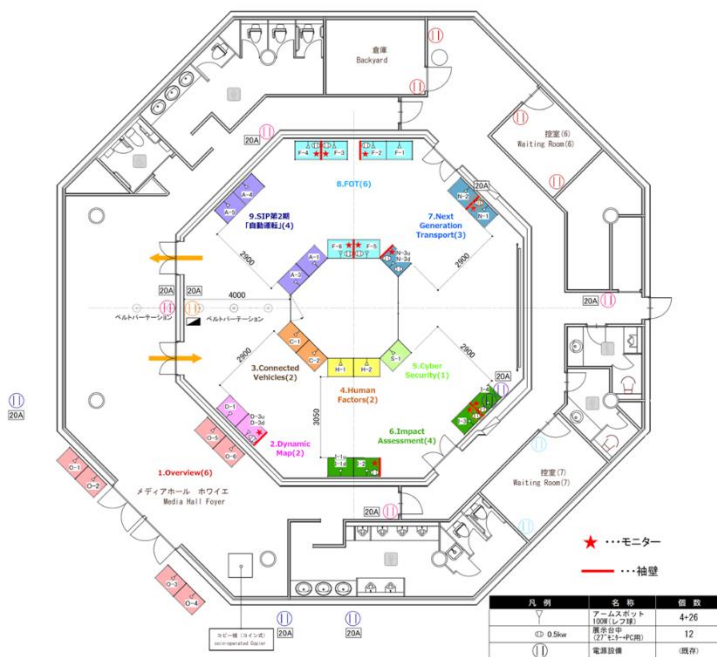 倉庫
Backyard
控室(6)
Waiting Room(6)
20A
F-4
F-3
F-2
F-1
8.FOT(6)
20A
A-4
A-5
N-2
N-1
9.SIP第2期
「自動運転」(4)
7.Next
Generation
Transport(3)
F-6
F-5
N-3u
N-3d
A-1
A-3
2900
2900
4000
20A
20A
20A
ベルトパーテーション
ベルトパーテーション
C-1
C-2
3.Connected
Vehicles(2)
H-1
H-2
4.Human
Factors(2)
S-1
5.Cyber
Security(1)
20A
2900
2900
3050
20A
D-1
D-3u
D-3d
2.Dynamic
Map(2)
6.Impact
Assessment(4)
I-4
I-3
O-5
O-6
1.Overview(6)
O-1
O-2
メディアホール ホワイエ
Media Hall Foyer
控室(7)
Waiting Room(7)
20A
O-3
O-4
コピー機(コイン式)
coin-operated Copier
20A
20A
★ ・・・モニター
・・・袖壁
凡 例
名 称
個 数
アームスポット
100W(レフ球)
4+26
0.5kw
展示台中
(27"モニター+PC用)
12
電源設備
(既存)